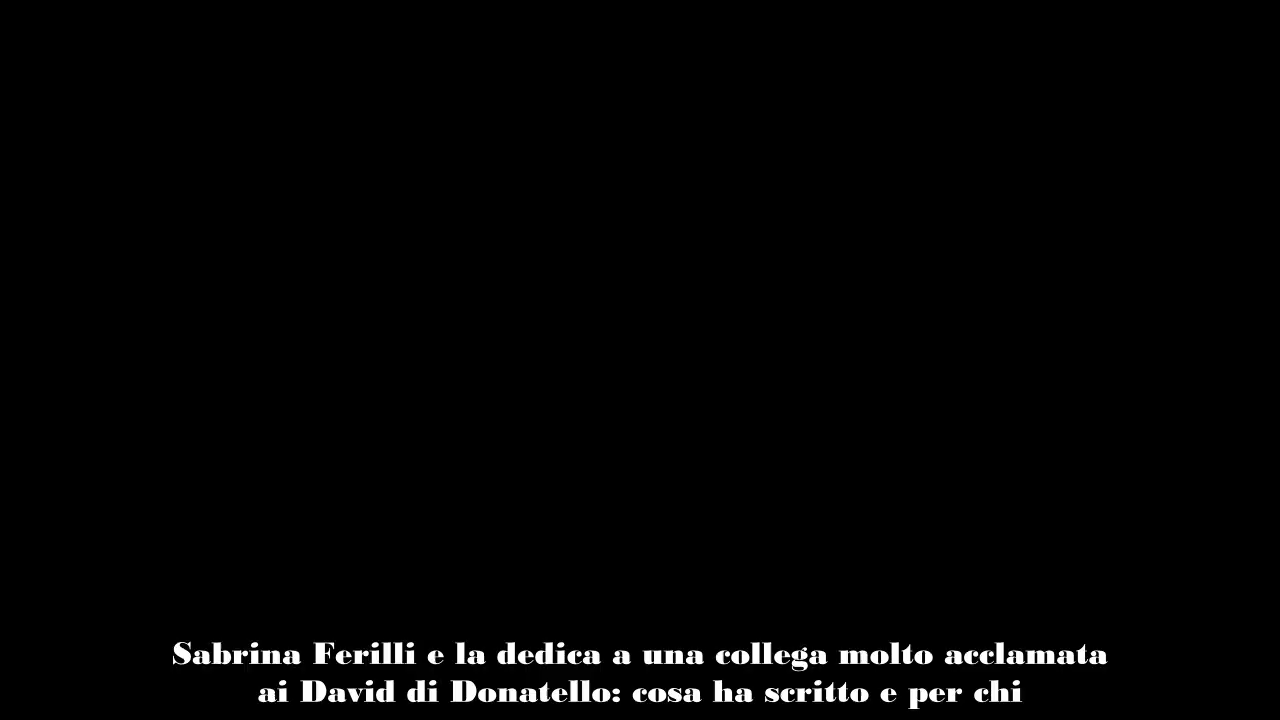 Sabrina Ferilli e la dedica a una collega molto acclamata
ai David di Donatello: cosa ha scritto e per chi